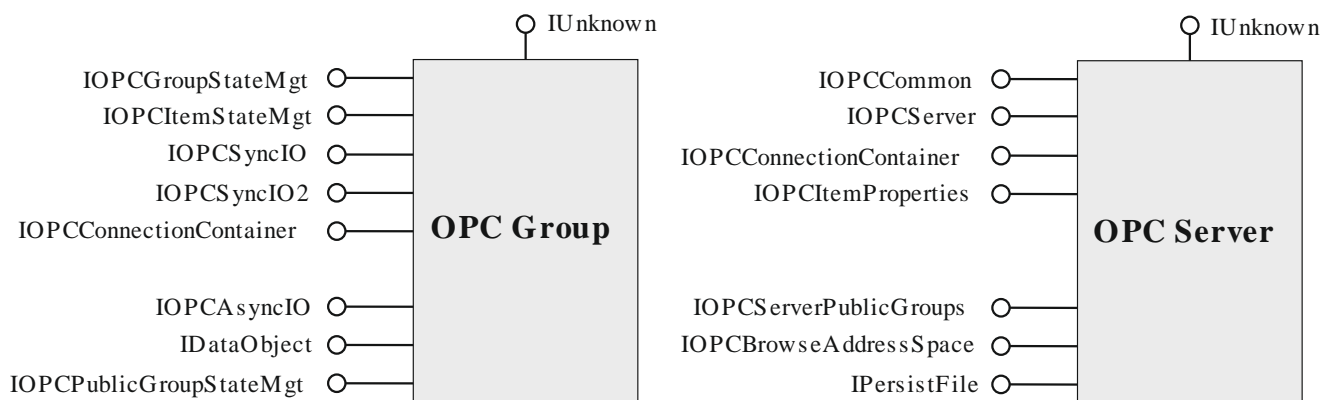 IUnknown
IOPCGroupStateMgt
IOPCItemStateMgt
IOPCSyncIO
IOPCSyncIO2
IOPCConnectionContainer
OPC Group
IOPCAsyncIO
IDataObject
IOPCPublicGroupStateMgt
IUnknown
IOPCCommon
IOPCServer
IOPCConnectionContainer
IOPCItemProperties
OPC Server
IOPCServerPublicGroups
IOPCBrowseAddressSpace
IPersistFile